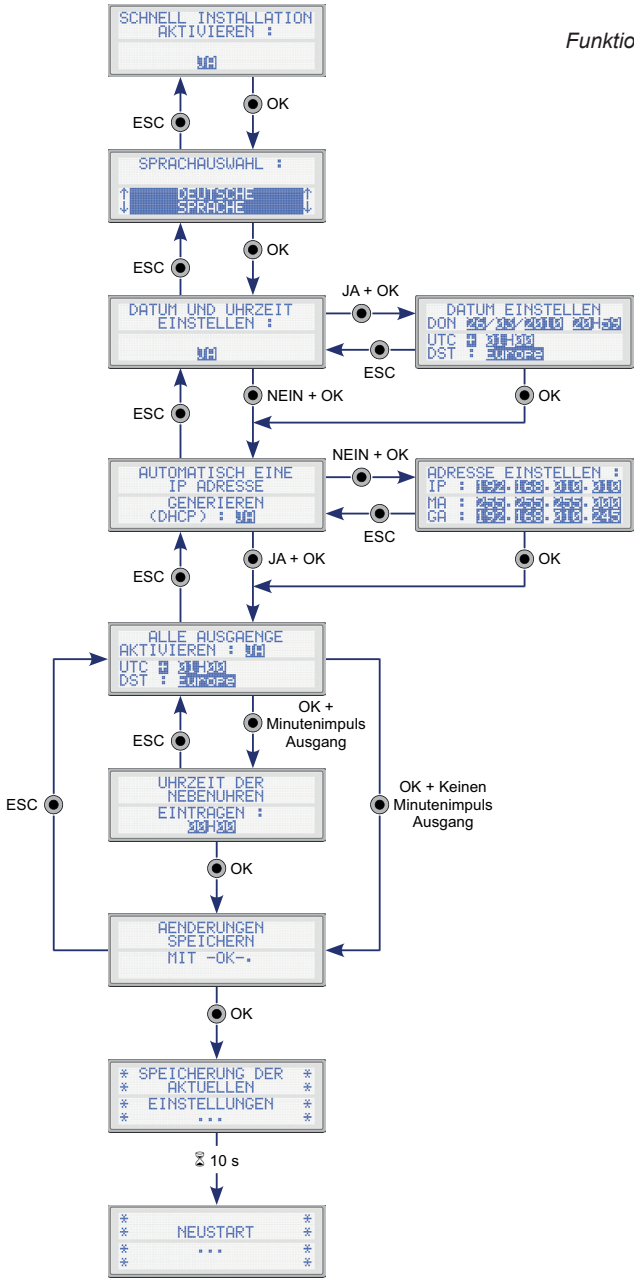 SCHNELL INSTALLATION
AKTIVIEREN :
JA
Funktio
ESC
OK
SPRACHAUSWAHL :
↑ DEUTSCHE ↑
↓ SPRACHE ↓
ESC
OK
DATUM UND UHRZEIT
EINSTELLEN :
JA
JA + OK
ESC
DATUM EINSTELLEN
DON 26/03/2010 20H59
UTC + 01H00
DST : Europe
ESC
NEIN + OK
OK
AUTOMATISCH EINE
IP ADRESSE
GENERIEREN
(DHCP) : JA
NEIN + OK
ESC
ADRESSE EINSTELLEN :
IP : 192.168.010.010
MA : 255.255.255.000
GA : 192.168.010.245
ESC
JA + OK
OK
ALLE AUSGAENGE
AKTIVIEREN : JA
UTC + 01H00
DST : Europe
ESC
OK +
Minutenimpuls
Ausgang
UHRZEIT DER
NEBENUHREN
EINTRAGEN :
00H00
ESC
OK + Keinen
Minutenimpuls
Ausgang
OK
AENDERUNGEN
SPEICHERN
MIT -OK-.
OK
* SPEICHERUNG DER *
* AKTUELLEN *
* EINSTELLUNGEN *
* ... *
10 s
* *
* NEUSTART *
* ... *
* *